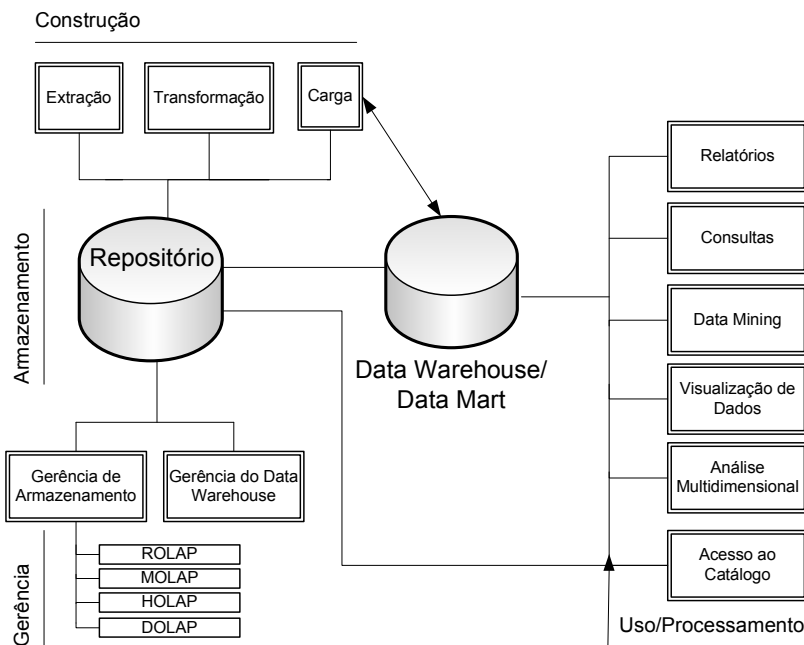 Construção
Extração
Transformação
Carga
Relatórios
Consultas
Data Mining
Visualização de
Dados
Análise
Multidimensional
Acesso ao
Catálogo
Uso/Processamento
Armazenamento
Repositório
Data Warehouse/
Data Mart
Gerência de
Armazenamento
Gerência do Data
Warehouse
Gerência
ROLAP
MOLAP
HOLAP
DOLAP